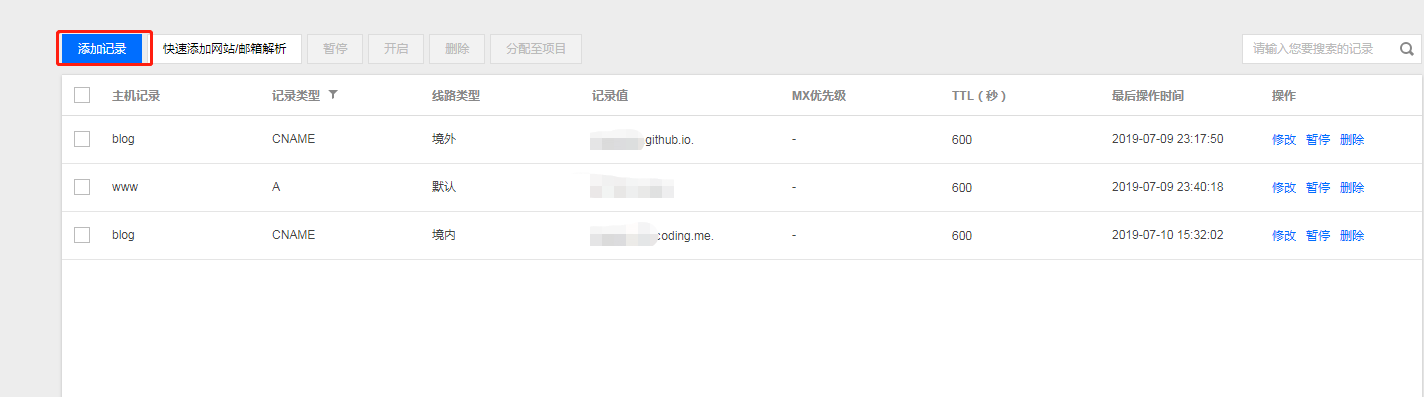 添加记录 快速添加网站/邮箱解析 暂停 开启 删除 分配至项目 请输入您要搜索的记录
主机记录 记录类型 线路类型 记录值 MX优先级 TTL（秒） 最后操作时间 操作
blog CNAME 境外 github.io. - 600 2019-07-09 23:17:50 修改 暂停 删除
www A 默认 - 600 2019-07-09 23:40:18 修改 暂停 删除
blog CNAME 境内 coding.me. - 600 2019-07-10 15:32:02 修改 暂停 删除